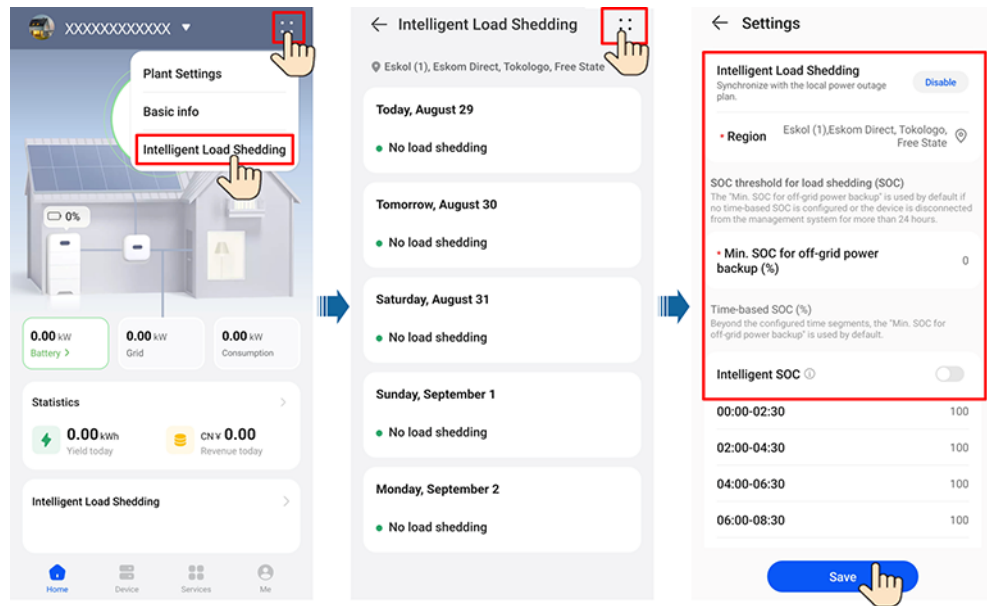 XXXXXXXXXXXX ▼
Plant Settings
Basic info
Intelligent Load Shedding
0%
0.00 kW
Battery >
0.00 kW
Grid
0.00 kW
Consumption
Statistics
0.00 kWh
Yield today
CN¥ 0.00
Revenue today
Intelligent Load Shedding
Home
Device
Services
Me
Intelligent Load Shedding
Eskol (1), Eskom Direct, Tokologo, Free State
Today, August 29
No load shedding
Tomorrow, August 30
No load shedding
Saturday, August 31
No load shedding
Sunday, September 1
No load shedding
Monday, September 2
No load shedding
Settings
Intelligent Load Shedding
Synchronize with the local power outage
plan.
Disable
• Region
Eskol (1),Eskom Direct, Tokologo,
Free State
SOC threshold for load shedding (SOC)
The "Min. SOC for off-grid power backup" is used by default if
no time-based SOC is configured or the device is disconnected
from the management system for more than 24 hours.
• Min. SOC for off-grid power
backup (%)
0
Time-based SOC (%)
Beyond the configured time segments, the "Min. SOC for
off-grid power backup" is used by default.
Intelligent SOC
00:00-02:30 100
02:00-04:30 100
04:00-06:30 100
06:00-08:30 100
Save